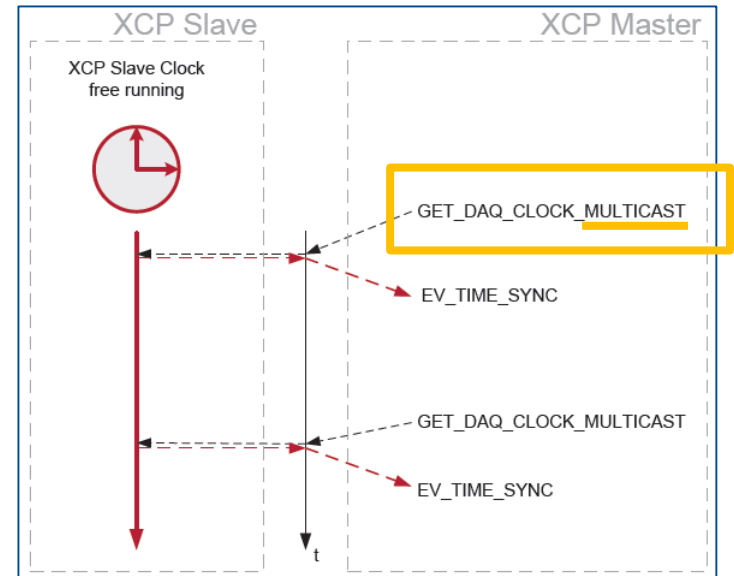 XCP Slave
XCP Master
XCP Slave Clock
free running
GET_DAQ_CLOCK_MULTICAST
EV_TIME_SYNC
GET_DAQ_CLOCK_MULTICAST
EV_TIME_SYNC
t